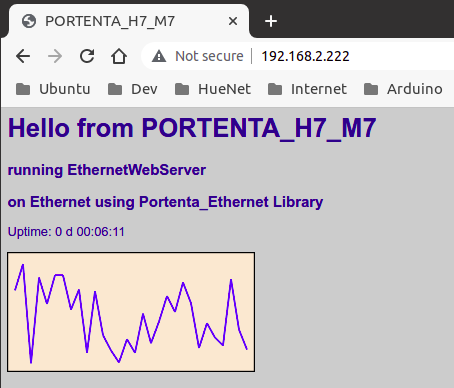 PORTENTA_H7_M7
Not secure 192.168.2.222
Ubuntu Dev HueNet Internet Arduino
Hello from PORTENTA_H7_M7
running EthernetWebServer
on Ethernet using Portenta_Ethernet Library
Uptime: 0 d 00:06:11